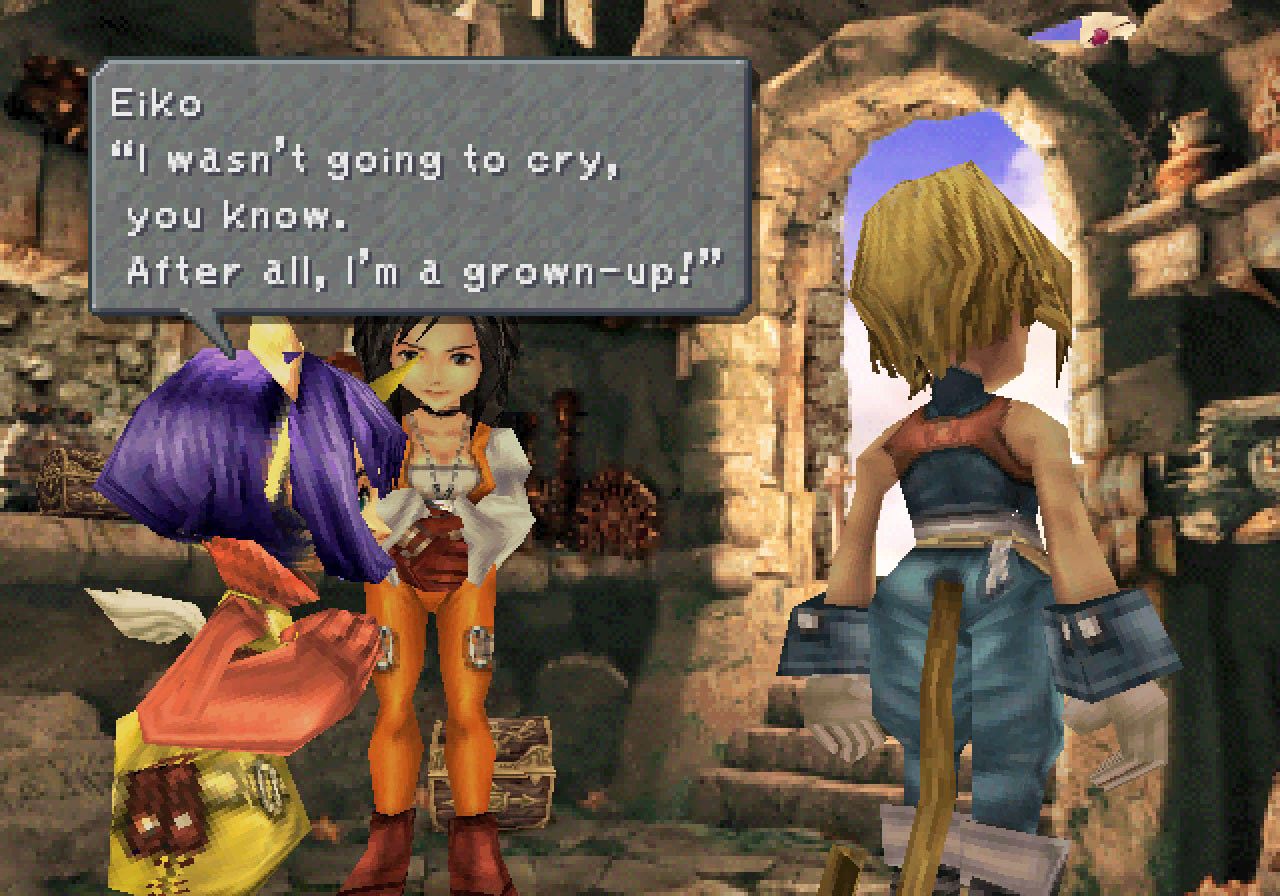 Eiko
“I wasn't going to cry,
you know.
After all, I'm a grown-up!”